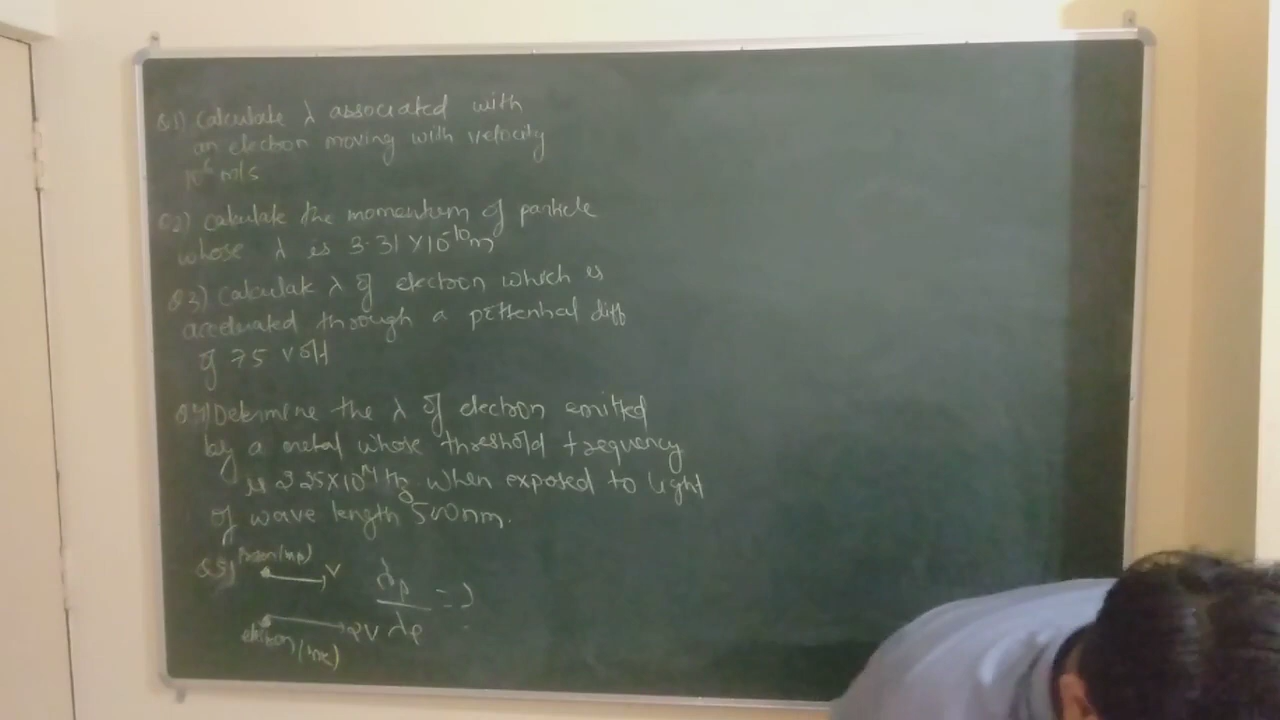 Q1) Calculate λ associated with
an electron moving with velocity
10⁶ m/s
Q2) Calculate the momentum of particle
whose λ is 3.31 × 10⁻¹⁰ m
Q3) Calculate λ of electron which is
accelerated through a potential diff
of 75 volt
Q4) Determine the λ of electron emitted
by a metal whose threshold frequency
is 2.25×10¹⁴ Hz when exposed to light
of wave length 500nm.
Q5) Proton (mp) V
electron (me) 2V
λp/λe = ?